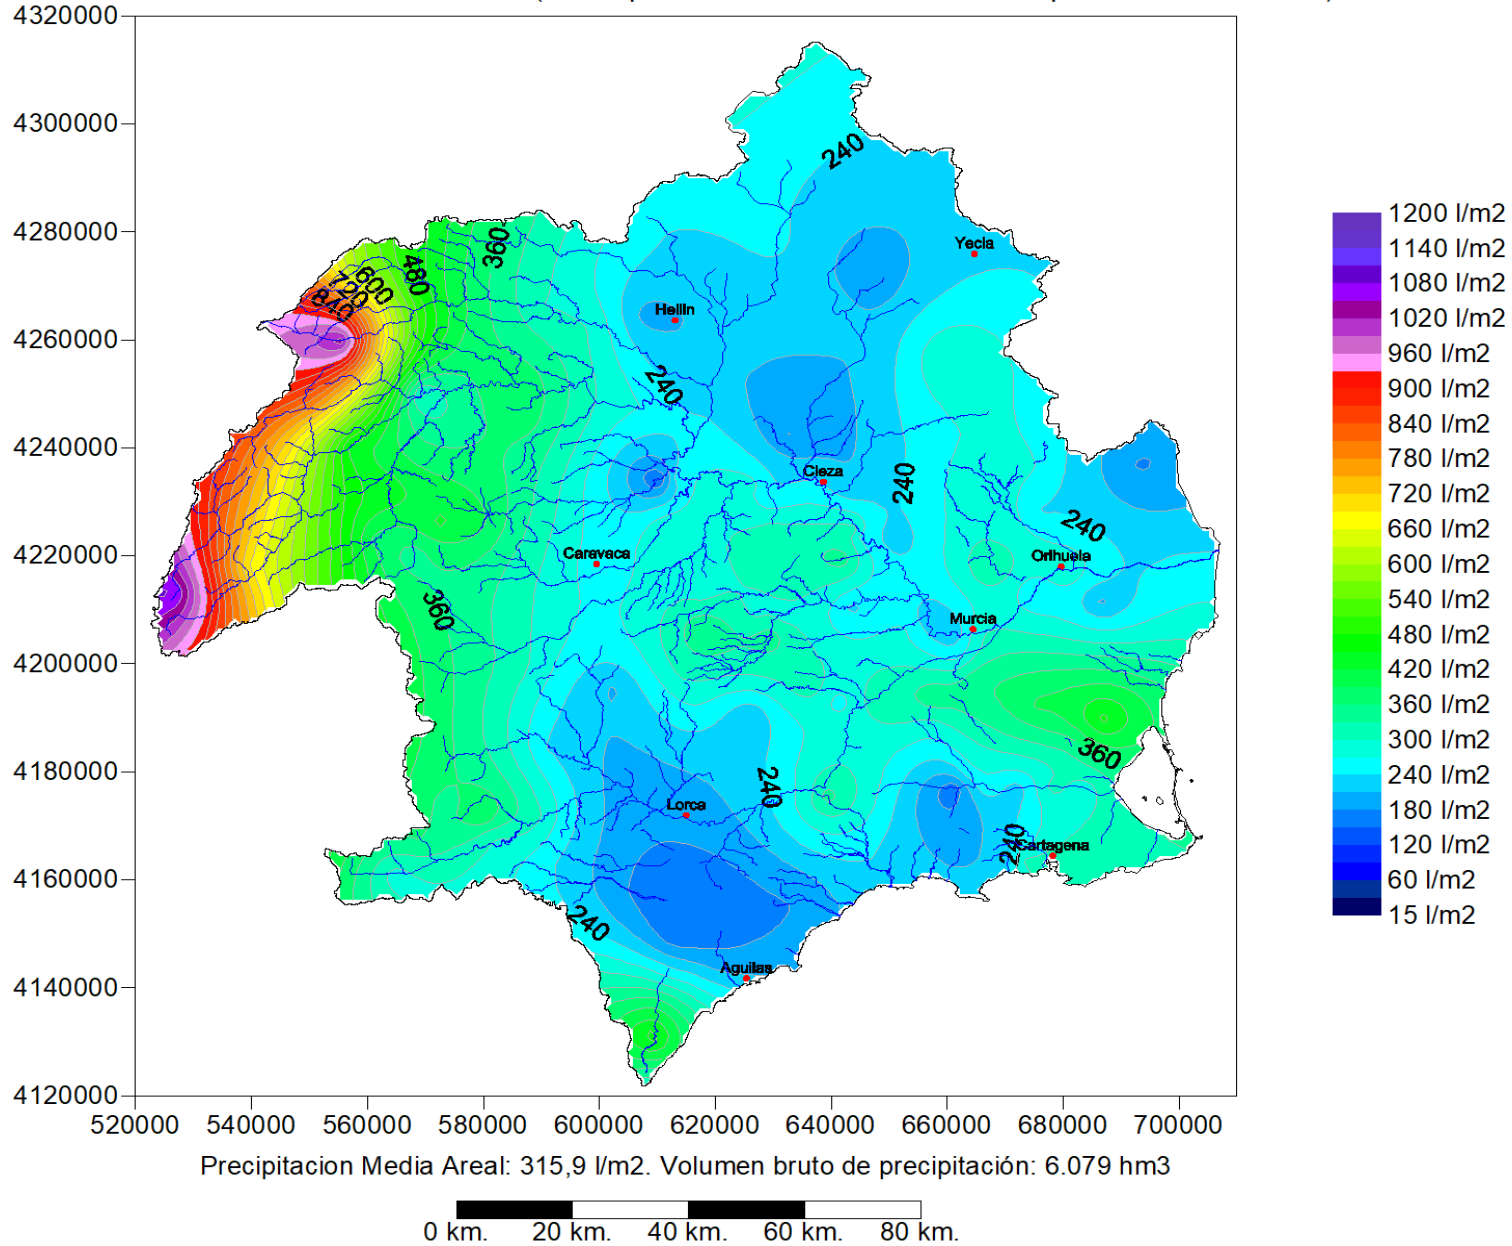 4320000
4300000
4280000
4260000
4240000
4220000
4200000
4180000
4160000
4140000
4120000
520000 540000 560000 580000 600000 620000 640000 660000 680000 700000
240
360
480
600
720
840
240
240
240
360
360
240
240
240
Yecla
Hellin
Cieza
Caravaca
Orihuela
Murcia
Lorca
Cartagena
Aguilas
1200 l/m2
1140 l/m2
1080 l/m2
1020 l/m2
960 l/m2
900 l/m2
840 l/m2
780 l/m2
720 l/m2
660 l/m2
600 l/m2
540 l/m2
480 l/m2
420 l/m2
360 l/m2
300 l/m2
240 l/m2
180 l/m2
120 l/m2
60 l/m2
15 l/m2
Precipitacion Media Areal: 315,9 l/m2. Volumen bruto de precipitación: 6.079 hm3
0 km. 20 km. 40 km. 60 km. 80 km.